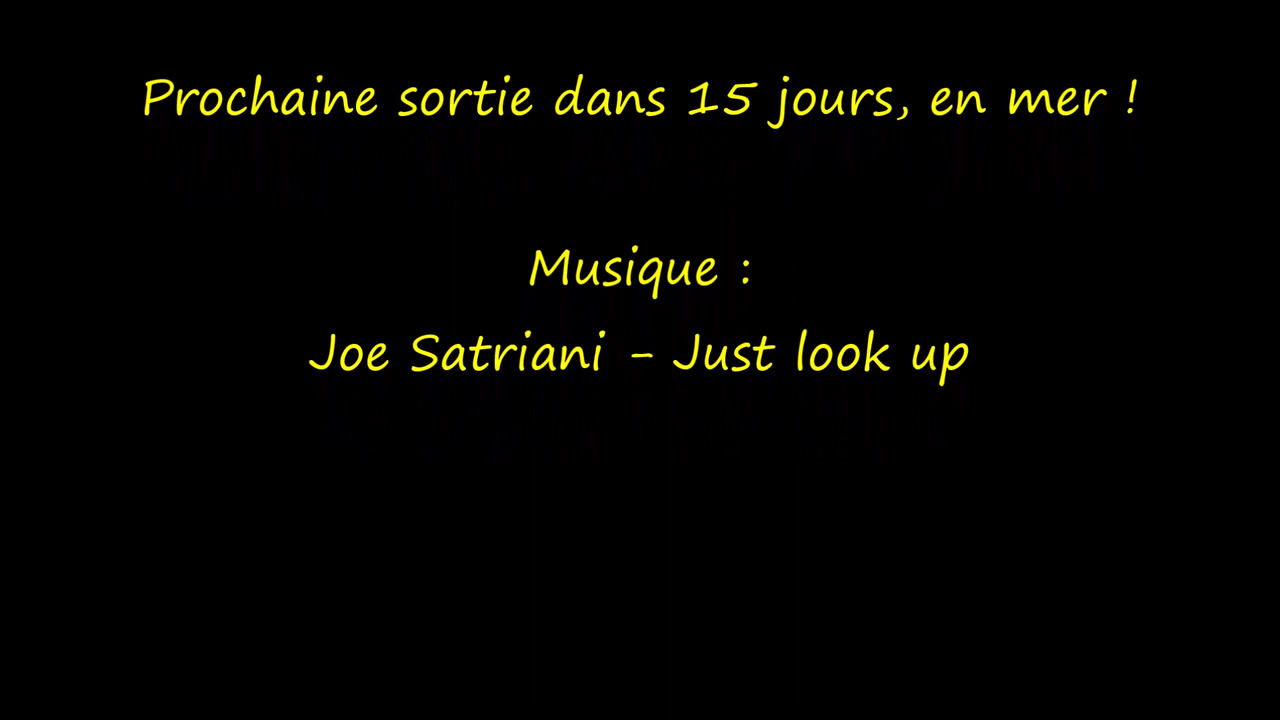 Prochaine sortie dans 15 jours, en mer !
Musique :
Joe Satriani - Just look up